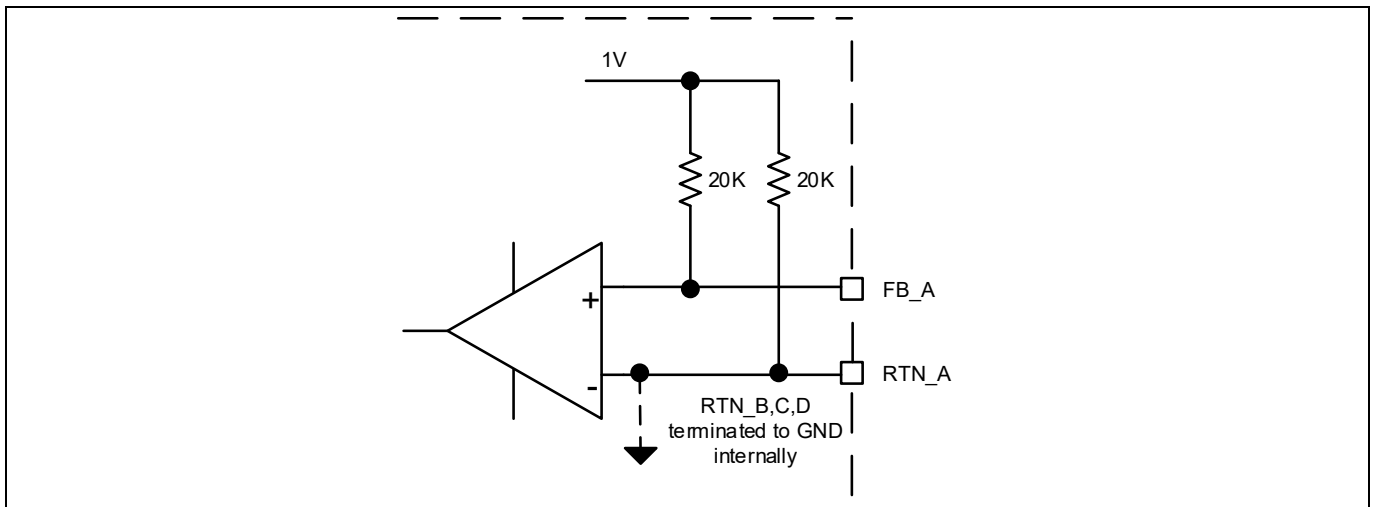 1V
20K
20K
+
FB_A
-
RTN_A
RTN_B,C,D
terminated to GND
internally